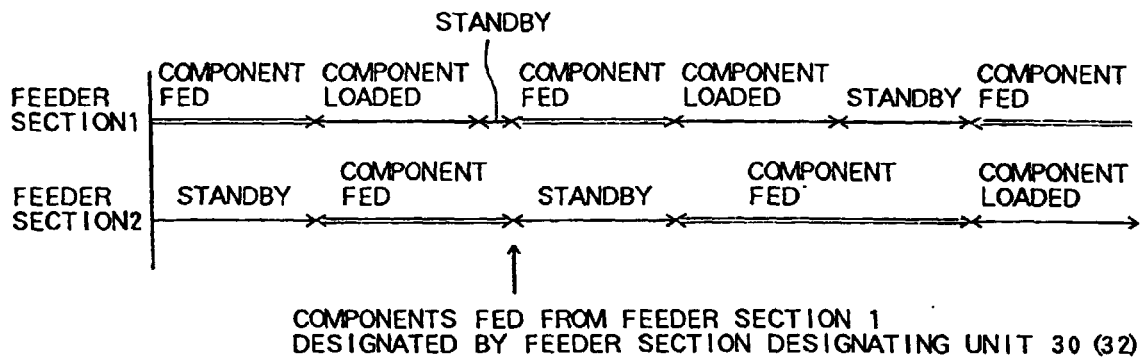 STANDBY
COMPONENT FED
COMPONENT LOADED
COMPONENT FED
COMPONENT LOADED
STANDBY
COMPONENT FED
FEEDER SECTION1
STANDBY
COMPONENT FED
STANDBY
COMPONENT FED
COMPONENT LOADED
FEEDER SECTION2
COMPONENTS FED FROM FEEDER SECTION 1
DESIGNATED BY FEEDER SECTION DESIGNATING UNIT 30 (32)